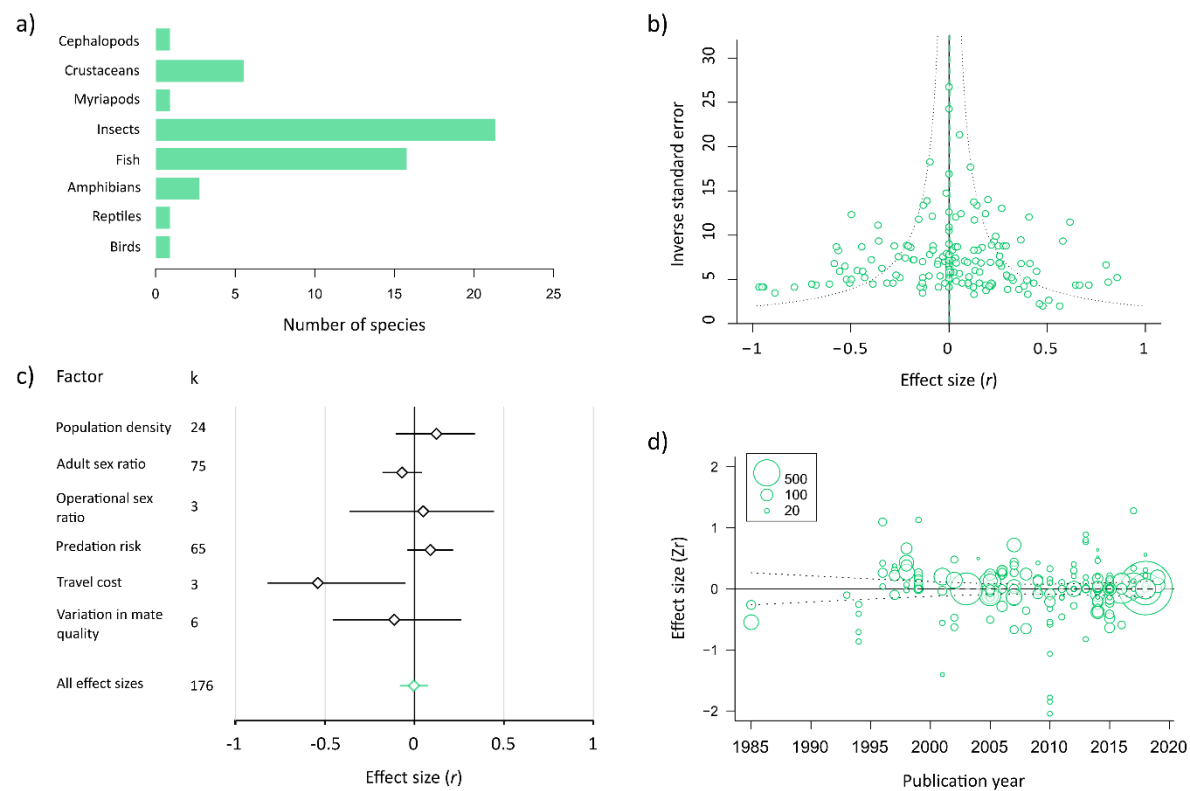 a)
Cephalopods
Crustaceans
Myriapods
Insects
Fish
Amphibians
Reptiles
Birds
0 5 10 15 20 25
Number of species
b)
30
25
20
15
10
5
0
Inverse standard error
−1 −0.5 0 0.5 1
Effect size (r)
c) Factor k
Population density 24
Adult sex ratio 75
Operational sex
ratio 3
Predation risk 65
Travel cost 3
Variation in mate
quality 6
All effect sizes 176
-1 -0.5 0 0.5 1
Effect size (r)
d)
2
1
0
−1
−2
Effect size (Zr)
500
100
20
1985 1990 1995 2000 2005 2010 2015 2020
Publication year